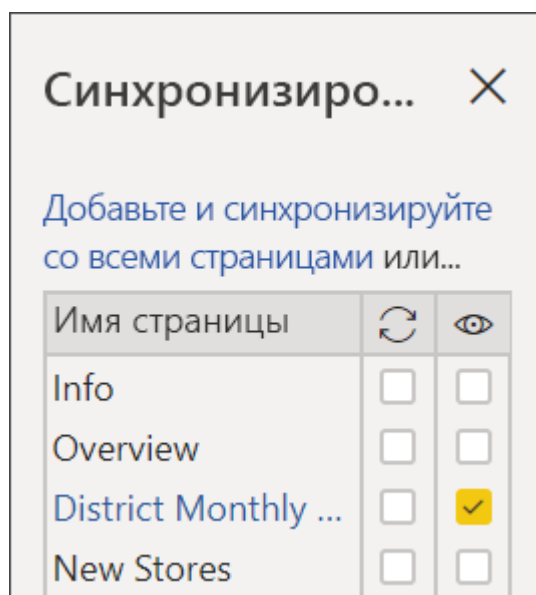 Синхронизиро...
Добавьте и синхронизируйте
со всеми страницами или...
Имя страницы
Info
Overview
District Monthly ...
New Stores